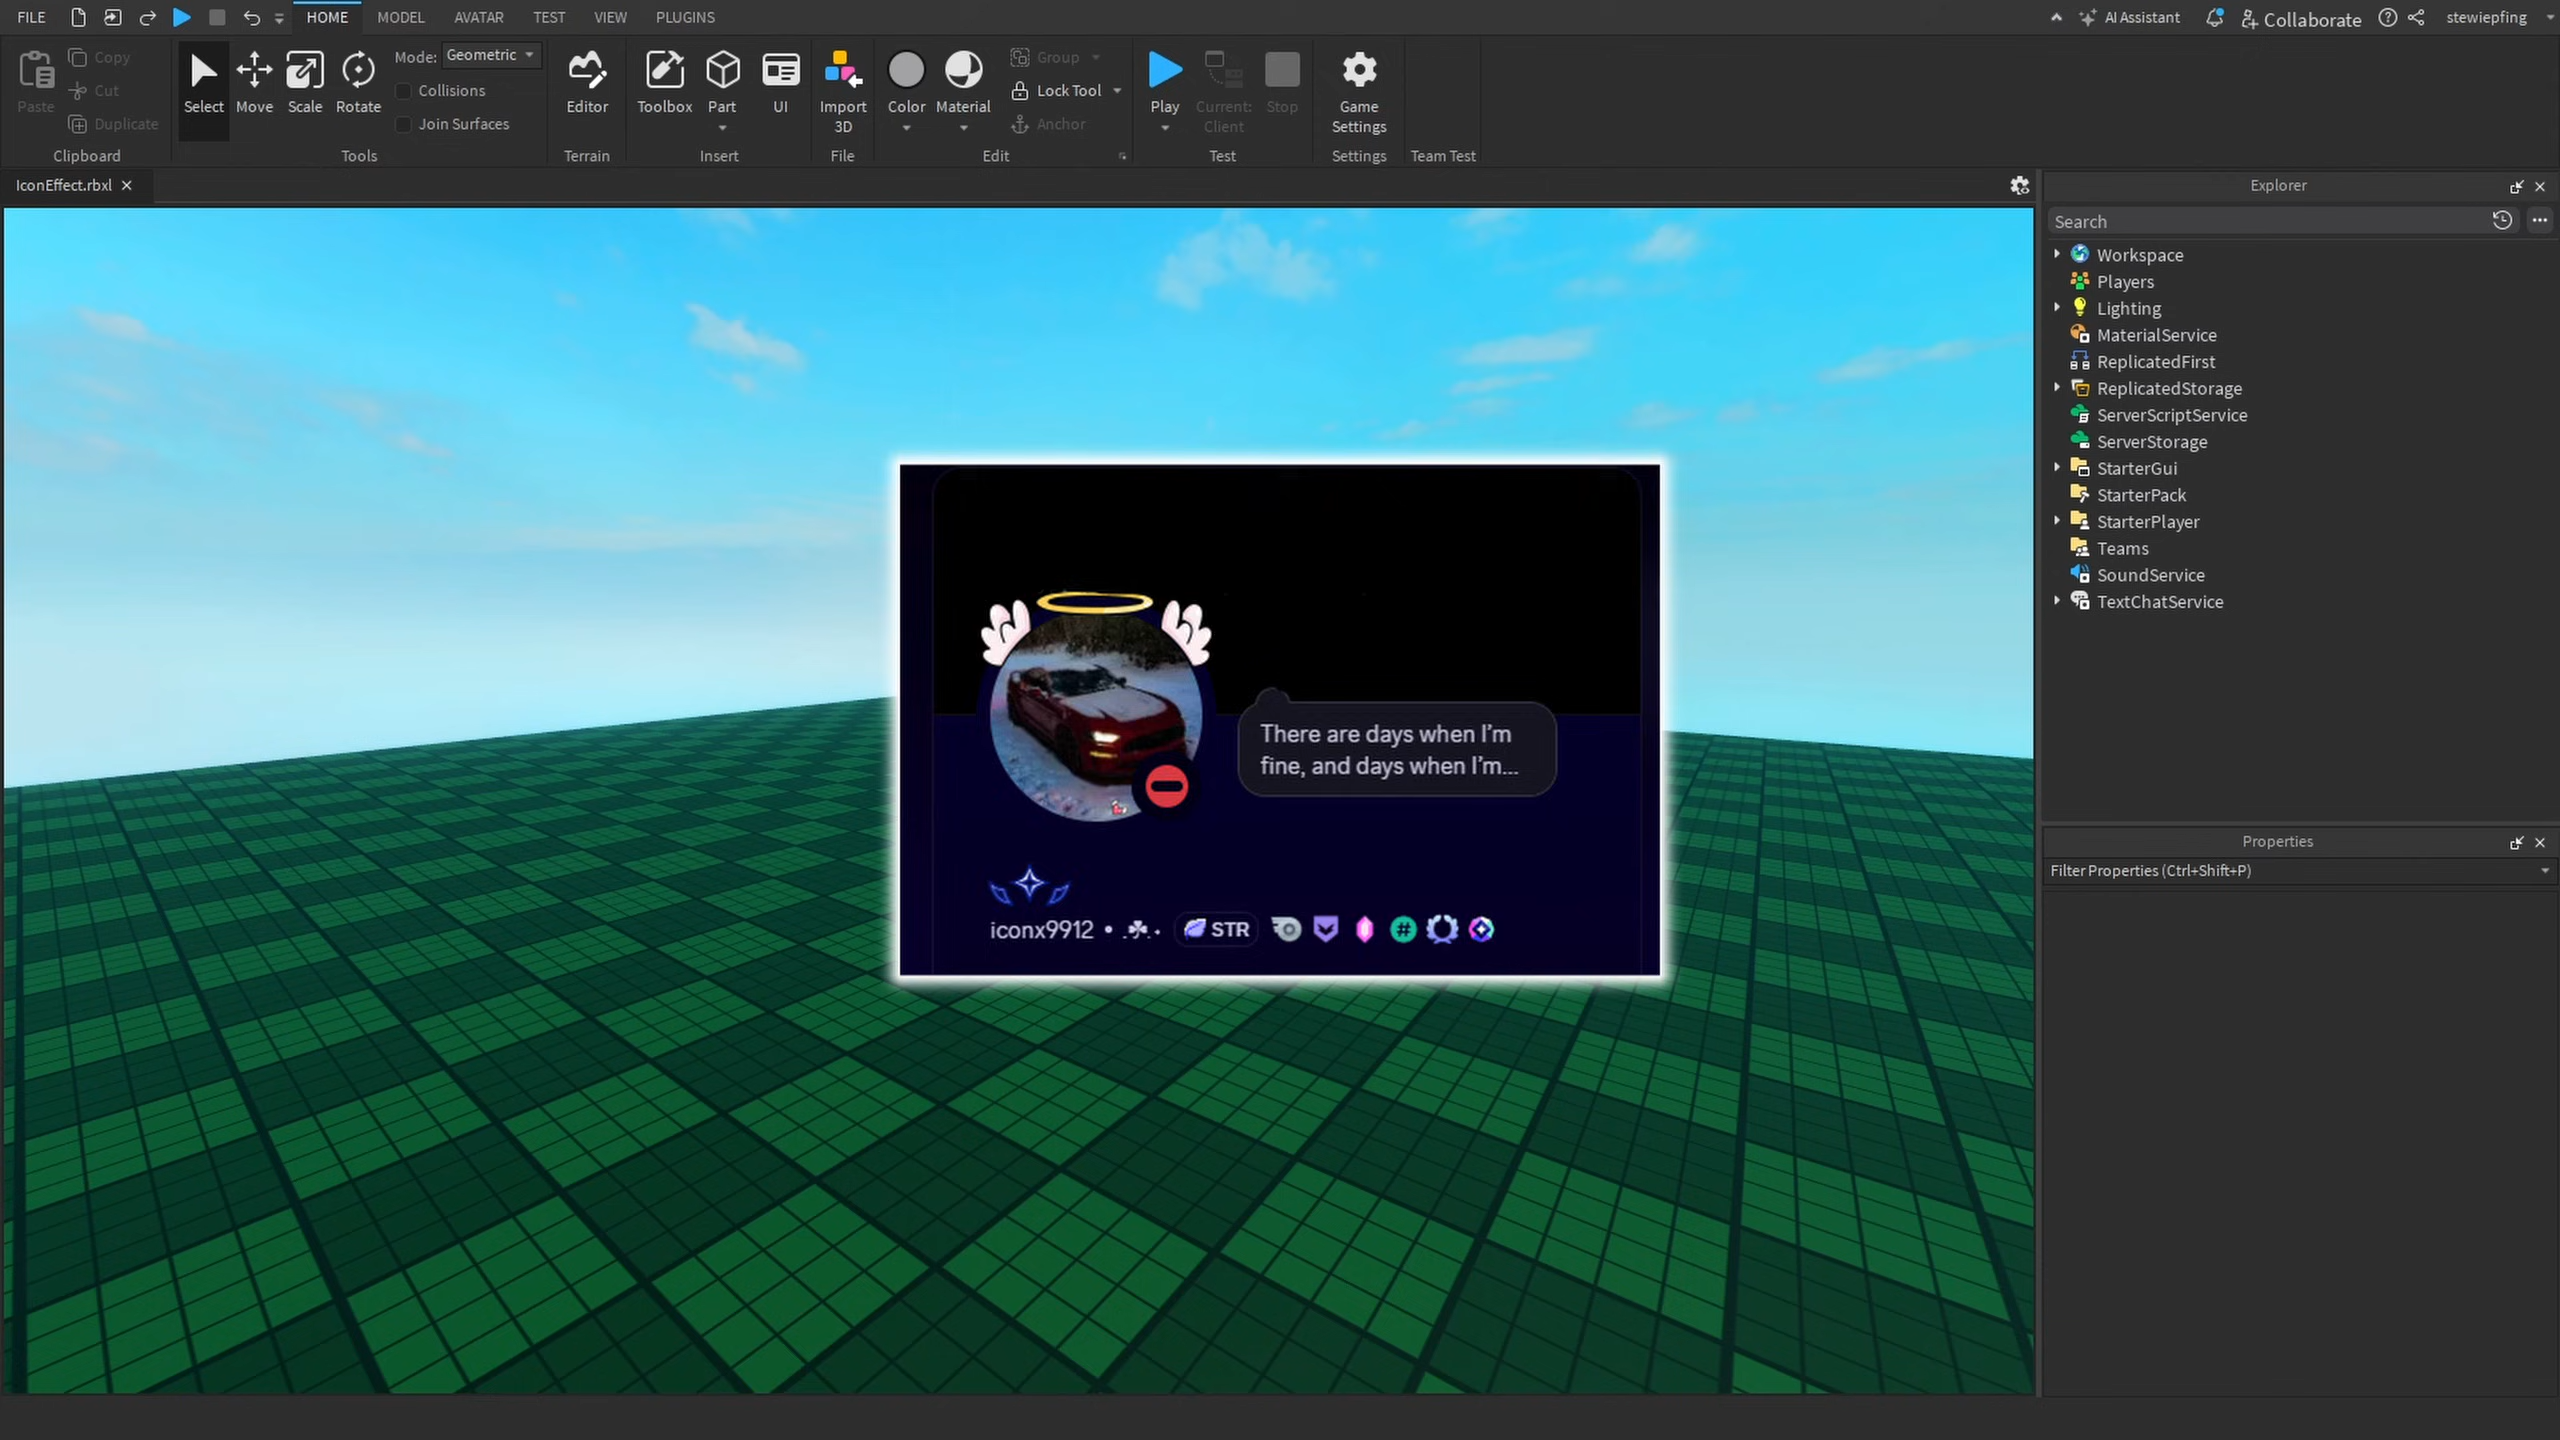 FILE HOME MODEL AVATAR TEST VIEW PLUGINS AI Assistant Collaborate stewiepfing
Paste Copy Cut Duplicate
Clipboard
Select Move Scale Rotate Mode: Geometric
Collisions
Join Surfaces
Tools
Editor
Terrain
Toolbox Part UI
Insert
Import
3D
File
Color Material Group
Lock Tool
Anchor
Edit
Play Current:
Client Stop
Test
Game
Settings
Settings
Team Test
IconEffect.rbxl
Explorer
Search
Workspace
Players
Lighting
MaterialService
ReplicatedFirst
ReplicatedStorage
ServerScriptService
ServerStorage
StarterGui
StarterPack
StarterPlayer
Teams
SoundService
TextChatService
Properties
Filter Properties (Ctrl+Shift+P)
There are days when I’m
fine, and days when I’m...
iconx9912 • STR #